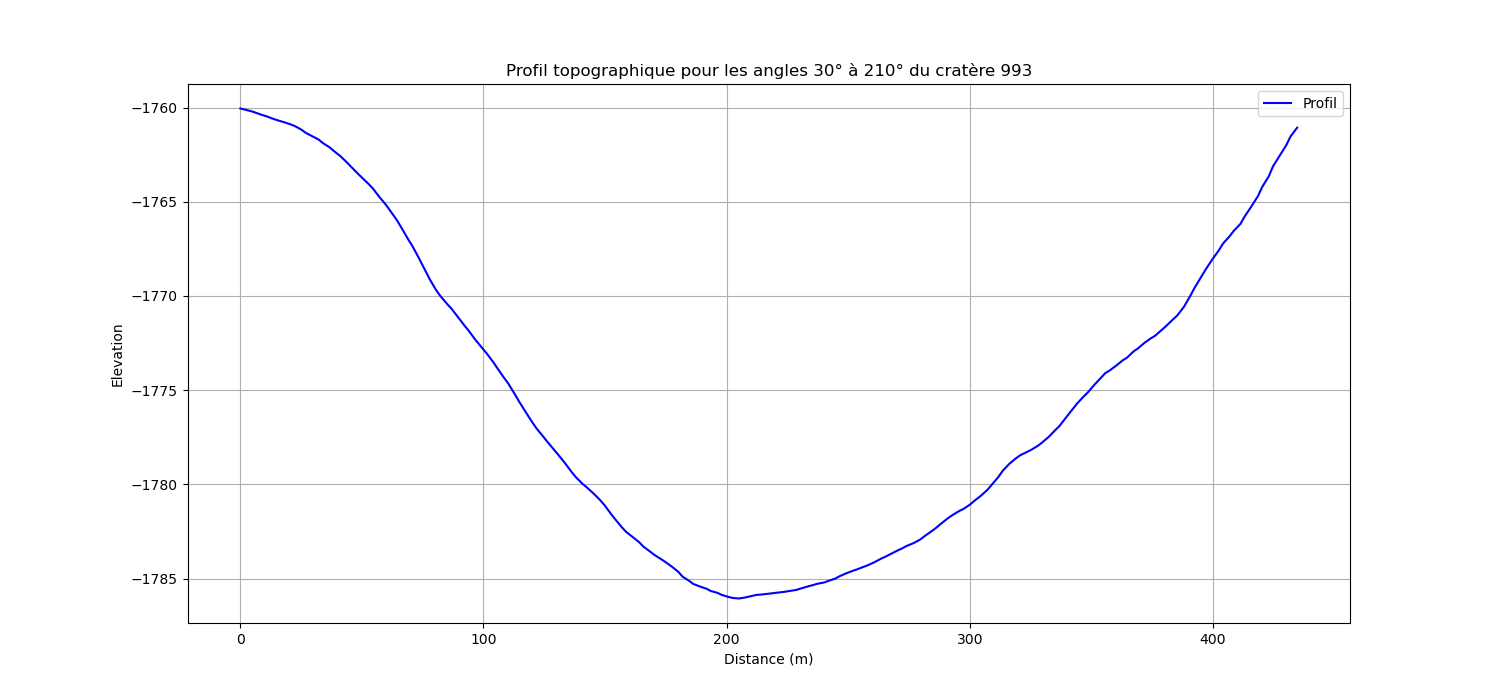 Profil topographique pour les angles 30° à 210° du cratère 993
Profil
−1760
−1765
−1770
−1775
−1780
−1785
Elevation
0 100 200 300 400
Distance (m)